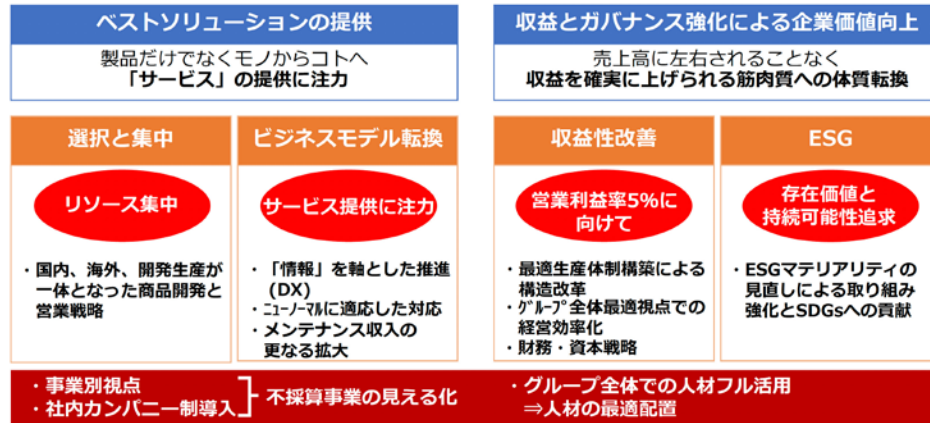 ベストソリューションの提供
製品だけでなくモノからコトへ
「サービス」の提供に注力
収益とガバナンス強化による企業価値向上
売上高に左右されることなく
収益を確実に上げられる筋肉質への体質転換
選択と集中
リソース集中
・国内、海外、開発生産が
一体となった商品開発と
営業戦略
ビジネスモデル転換
サービス提供に注力
・「情報」を軸とした推進
(DX)
・ﾆｭｰﾉｰﾏﾙに適応した対応
・メンテナンス収入の
更なる拡大
収益性改善
営業利益率5%に
向けて
・最適生産体制構築による
構造改革
・ｸﾞﾙｰﾌﾟ全体最適視点での
経営効率化
・財務・資本戦略
ESG
存在価値と
持続可能性追求
・ESGマテリアリティの
見直しによる取り組み
強化とSDGsへの貢献
・事業別視点
・社内カンパニー制導入
不採算事業の見える化
・グループ全体での人材フル活用
⇒人材の最適配置